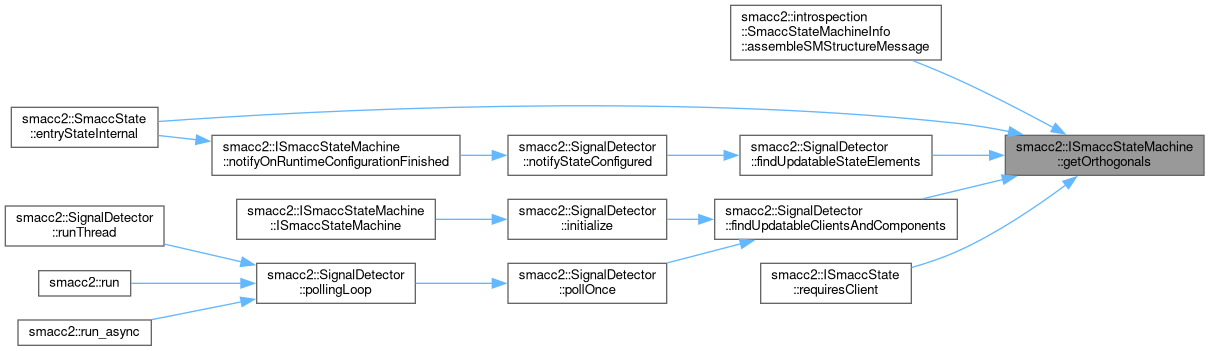 smacc2::introspection
::SmaccStateMachineInfo
::assembleSMStructureMessage
smacc2::SmaccState
::entryStateInternal
smacc2::ISmaccStateMachine
::notifyOnRuntimeConfigurationFinished
smacc2::SignalDetector
::notifyStateConfigured
smacc2::SignalDetector
::findUpdatableStateElements
smacc2::ISmaccStateMachine
::getOrthogonals
smacc2::SignalDetector
::runThread
smacc2::ISmaccStateMachine
::ISmaccStateMachine
smacc2::SignalDetector
::initialize
smacc2::SignalDetector
::findUpdatableClientsAndComponents
smacc2::run
smacc2::SignalDetector
::pollingLoop
smacc2::SignalDetector
::pollOnce
smacc2::ISmaccState
::requiresClient
smacc2::run_async